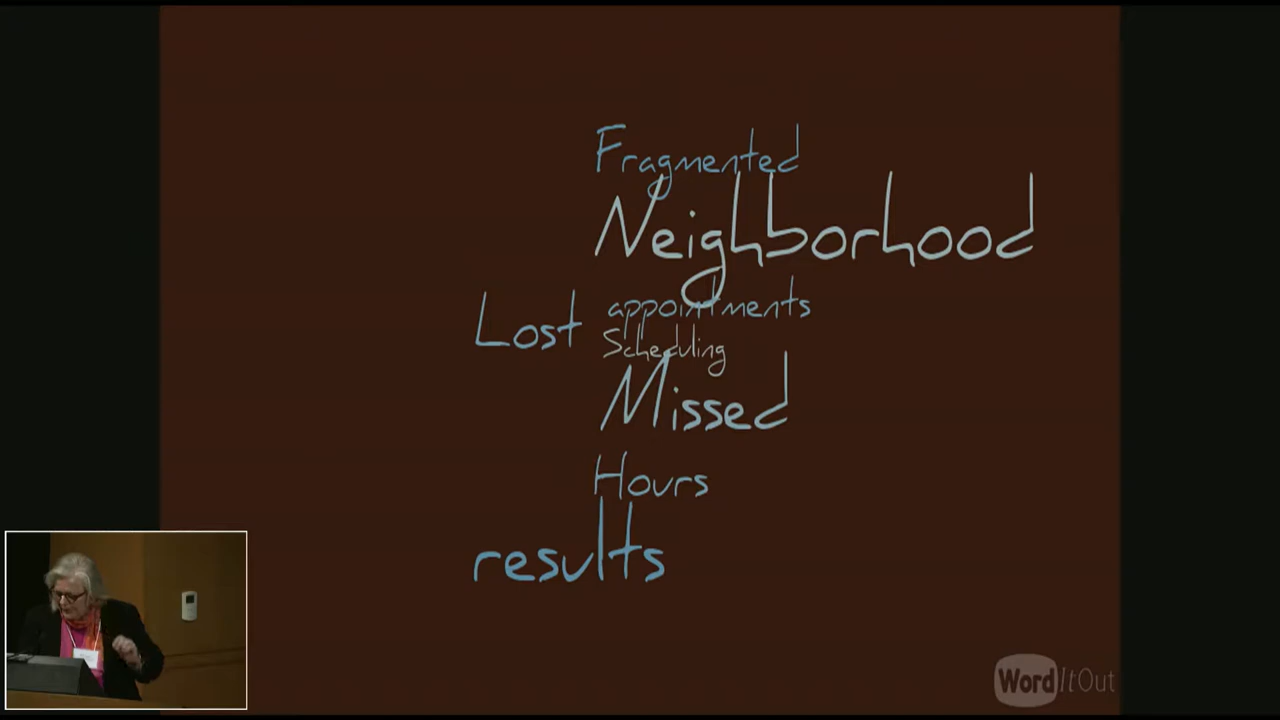 Fragmented
Neighborhood
Lost appointments
Scheduling
Missed
Hours
results
WordItOut